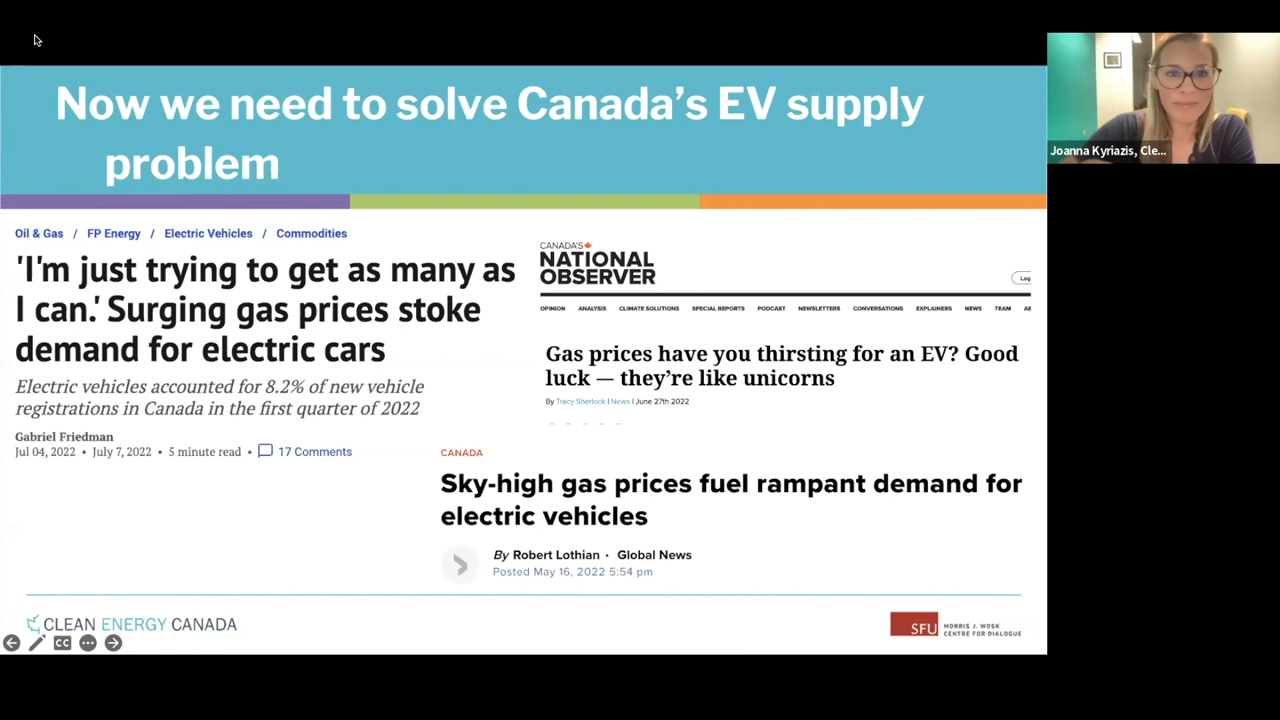 Now we need to solve Canada's EV supply
problem
Oil & Gas / FP Energy / Electric Vehicles / Commodities
'I'm just trying to get as many as
I can.' Surging gas prices stoke
demand for electric cars
Electric vehicles accounted for 8.2% of new vehicle
registrations in Canada in the first quarter of 2022
Gabriel Friedman
Jul 04, 2022 • July 7, 2022 • 5 minute read • 17 Comments
CANADA'S
NATIONAL
OBSERVER
Log
OPINION ANALYSIS CLIMATE SOLUTIONS SPECIAL REPORTS PODCAST NEWSLETTERS CONVERSATIONS EXPLAINERS NEWS TEAM AE
Gas prices have you thirsting for an EV? Good
luck — they're like unicorns
By Tracy Sherlock | News | June 27th 2022
CANADA
Sky-high gas prices fuel rampant demand for
electric vehicles
By Robert Lothian · Global News
Posted May 16, 2022 5:54 pm
CLEAN ENERGY CANADA
CC
SFU
MORRIS J. WOSK
CENTRE FOR DIALOGUE
Joanna Kyriazis, Cle...